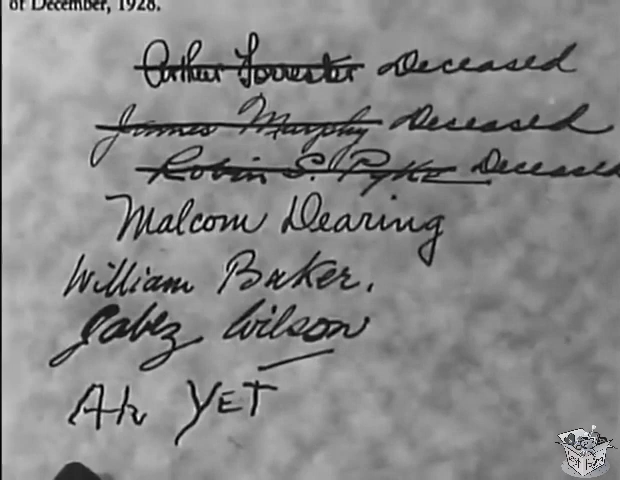 of December, 1928.
Arthur Forrester Deceased
James Murphy Deceased
Robin S. Pyke Deceased
Malcom Dearing
William Baker.
Jabez Wilson
Ah YET